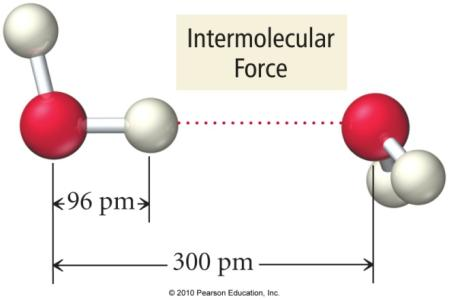 Intermolecular
Force
96 pm
300 pm
© 2010 Pearson Education, Inc.